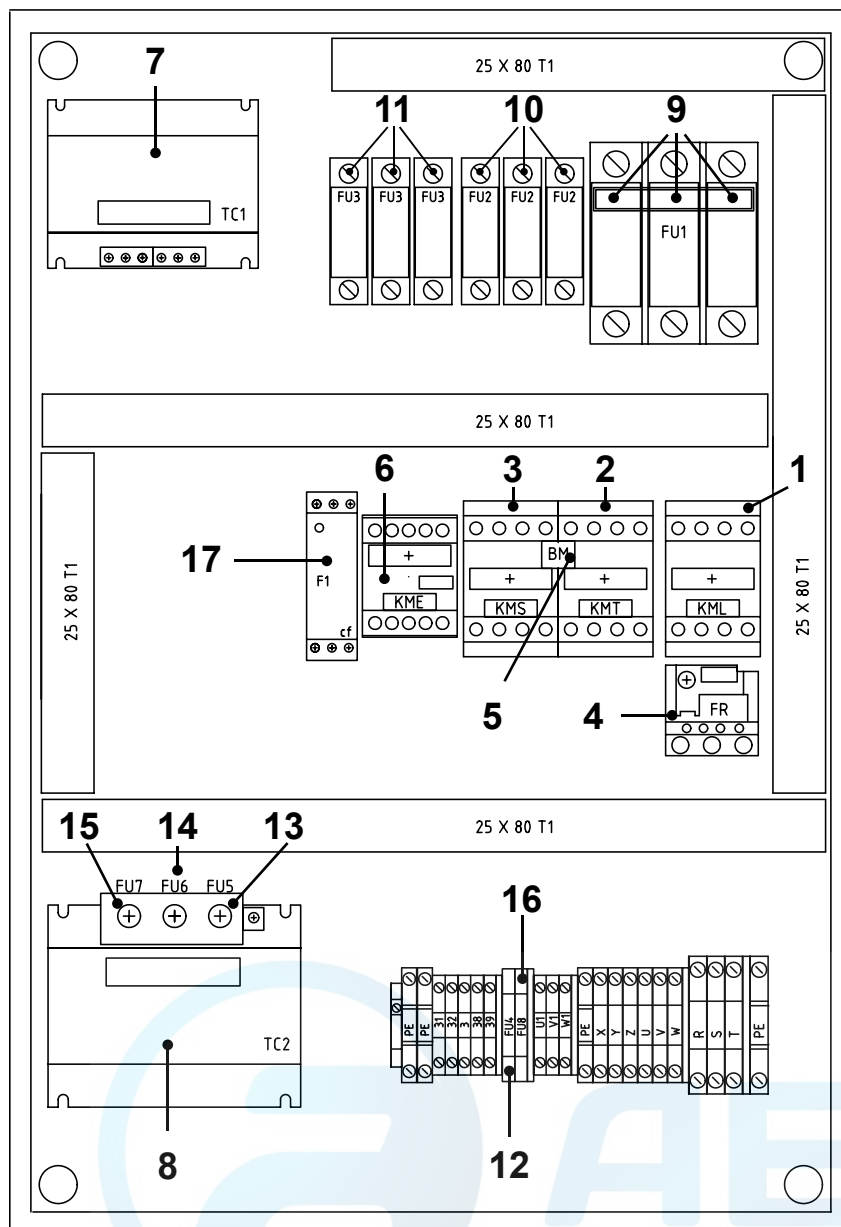 7
25 X 80 T1
11 10 9
FU3 FU3 FU3 FU2 FU2 FU2
TC1
FU1
25 X 80 T1
6 3 2 1
17
BM
F1
KME KMS KMT KML
cf
25 X 80 T1
25 X 80 T1
5 4
FR
25 X 80 T1
15 14 13
FU7 FU6 FU5
16
PE PE 31 32 3 38 39 FU4 FU8 U1 V1 W1 PE X Y Z U V W R S T PE
TC2
8 12
AE